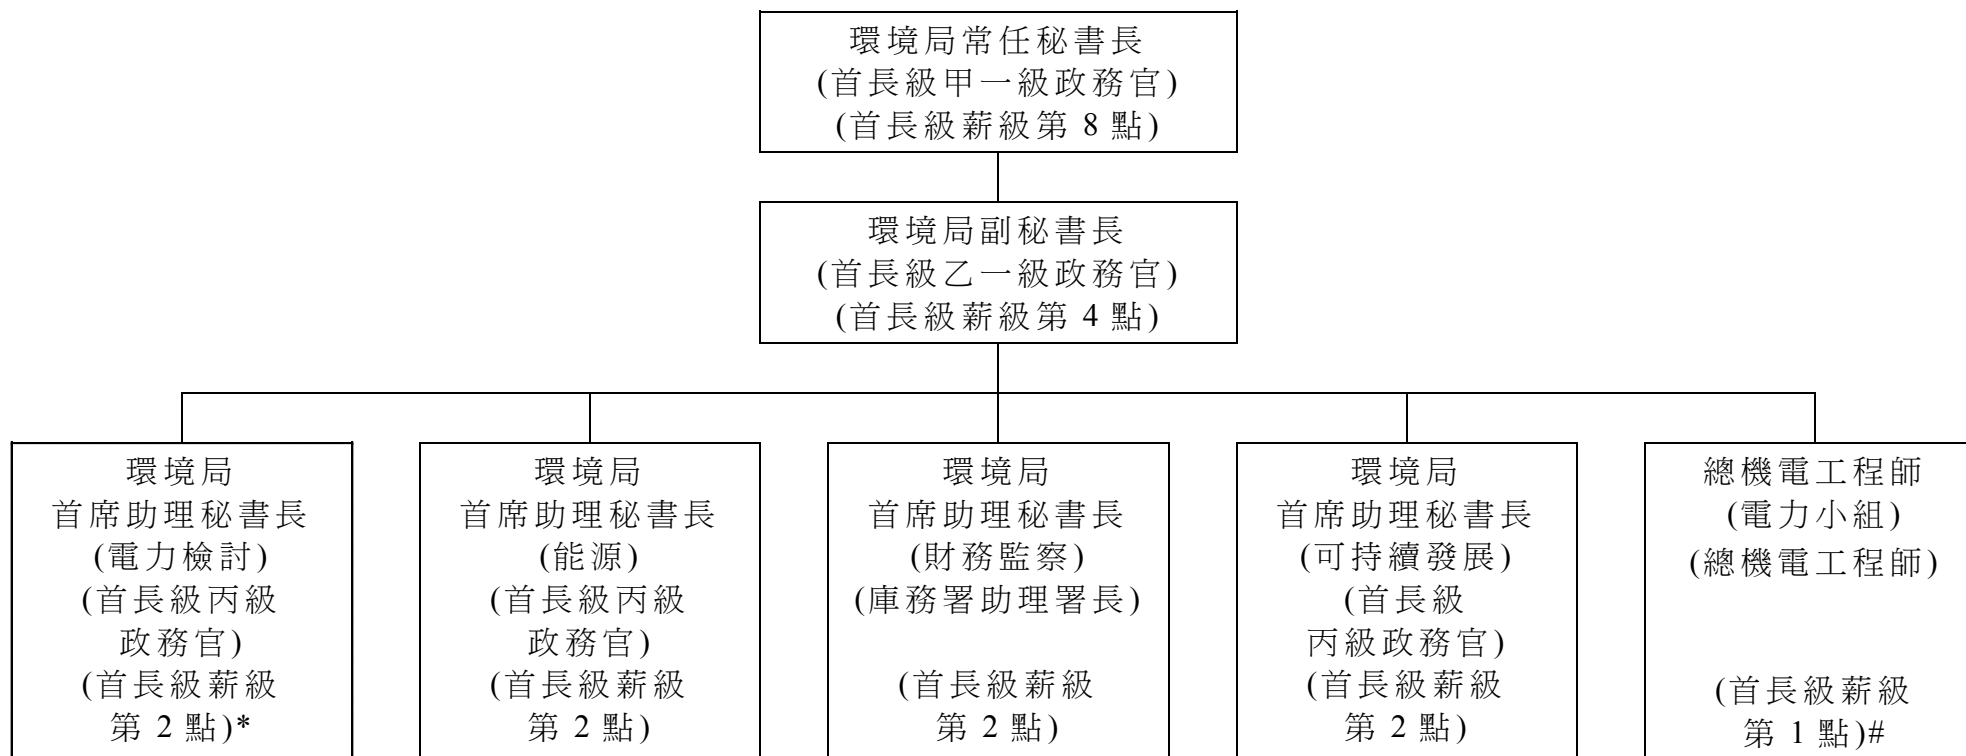 環境局常任秘書長
(首長級甲一級政務官)
(首長級薪級第 8 點)
環境局副秘書長
(首長級乙一級政務官)
(首長級薪級第 4 點)
環境局
首席助理秘書長
(電力檢討)
(首長級丙級
政務官)
(首長級薪級
第 2 點)*
環境局
首席助理秘書長
(能源)
(首長級丙級
政務官)
(首長級薪級
第 2 點)
環境局
首席助理秘書長
(財務監察)
(庫務署助理署長)
(首長級薪級
第 2 點)
環境局
首席助理秘書長
(可持續發展)
(首長級
丙級政務官)
(首長級薪級
第 2 點)
總機電工程師
(電力小組)
(總機電工程師)
(首長級薪級
第 1 點)#